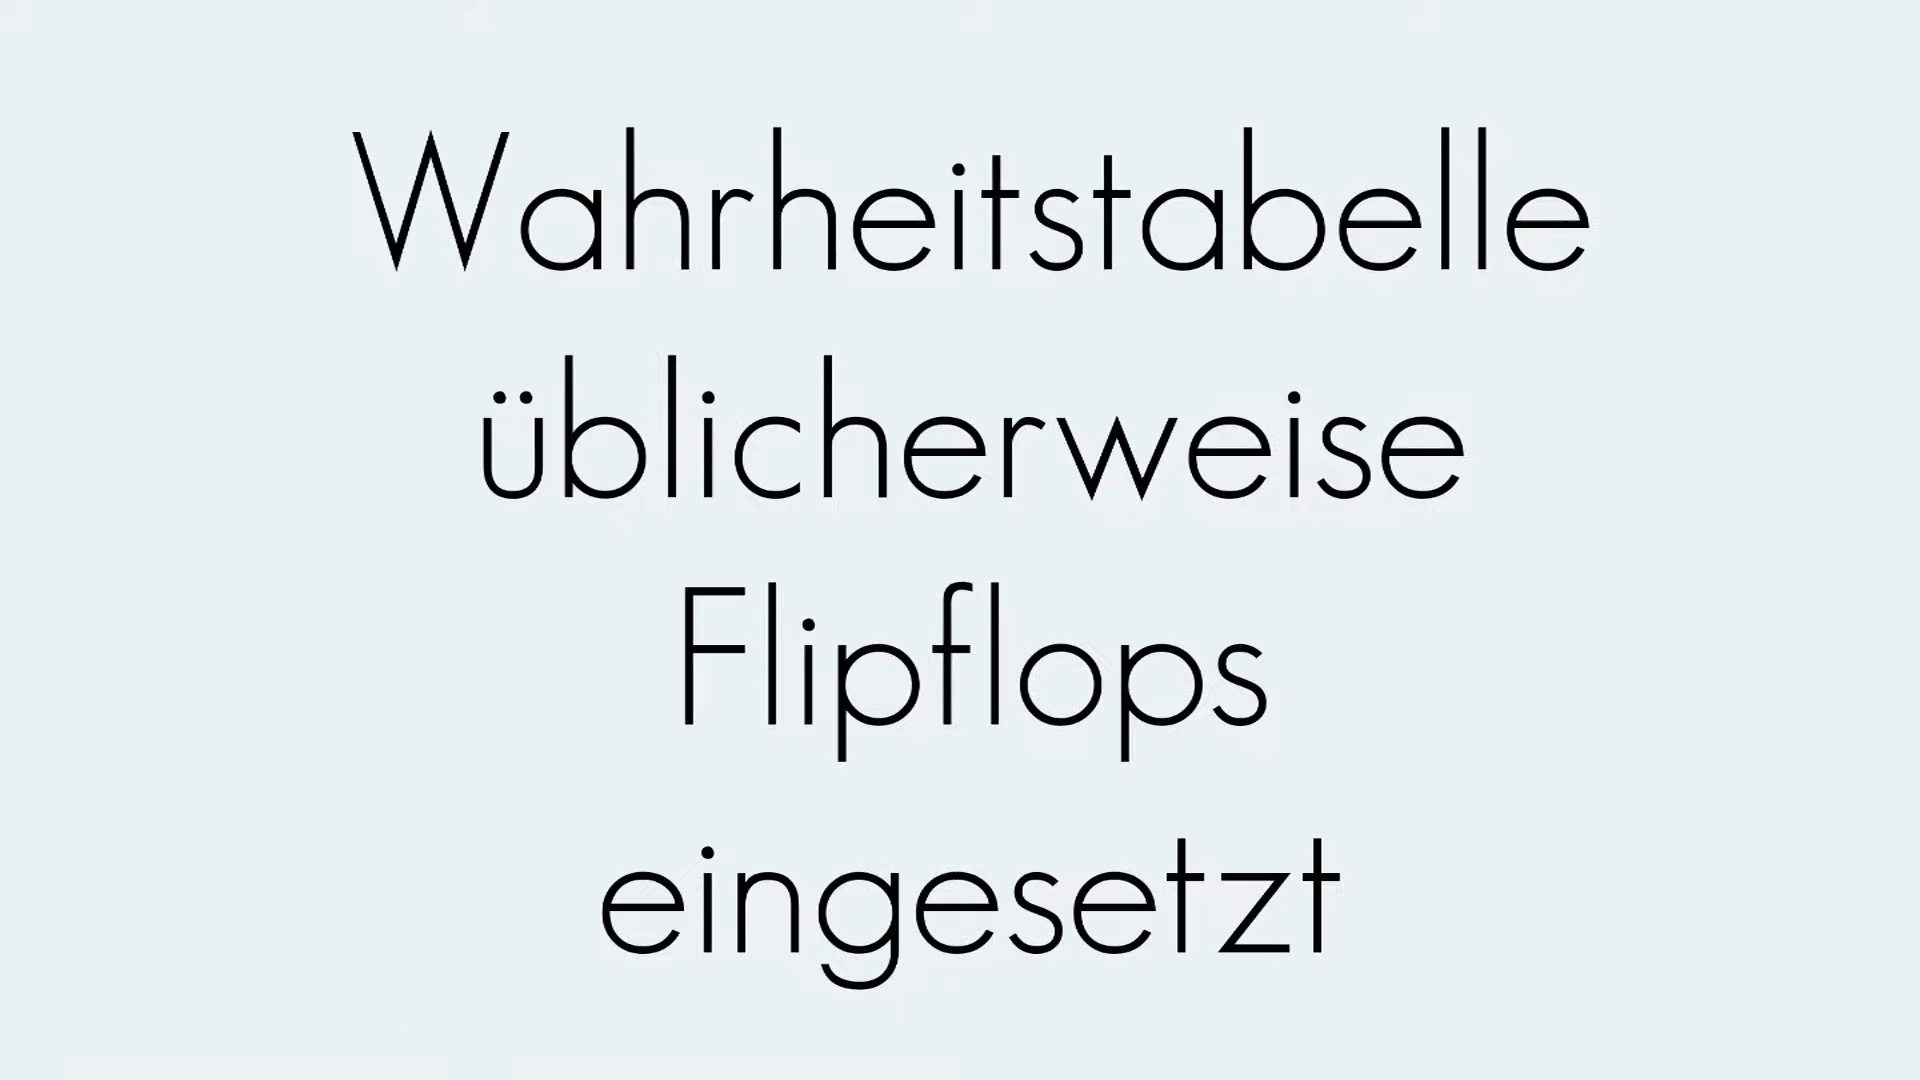 Wahrheitstabelle
üblicherweise
Flipflops
eingesetzt